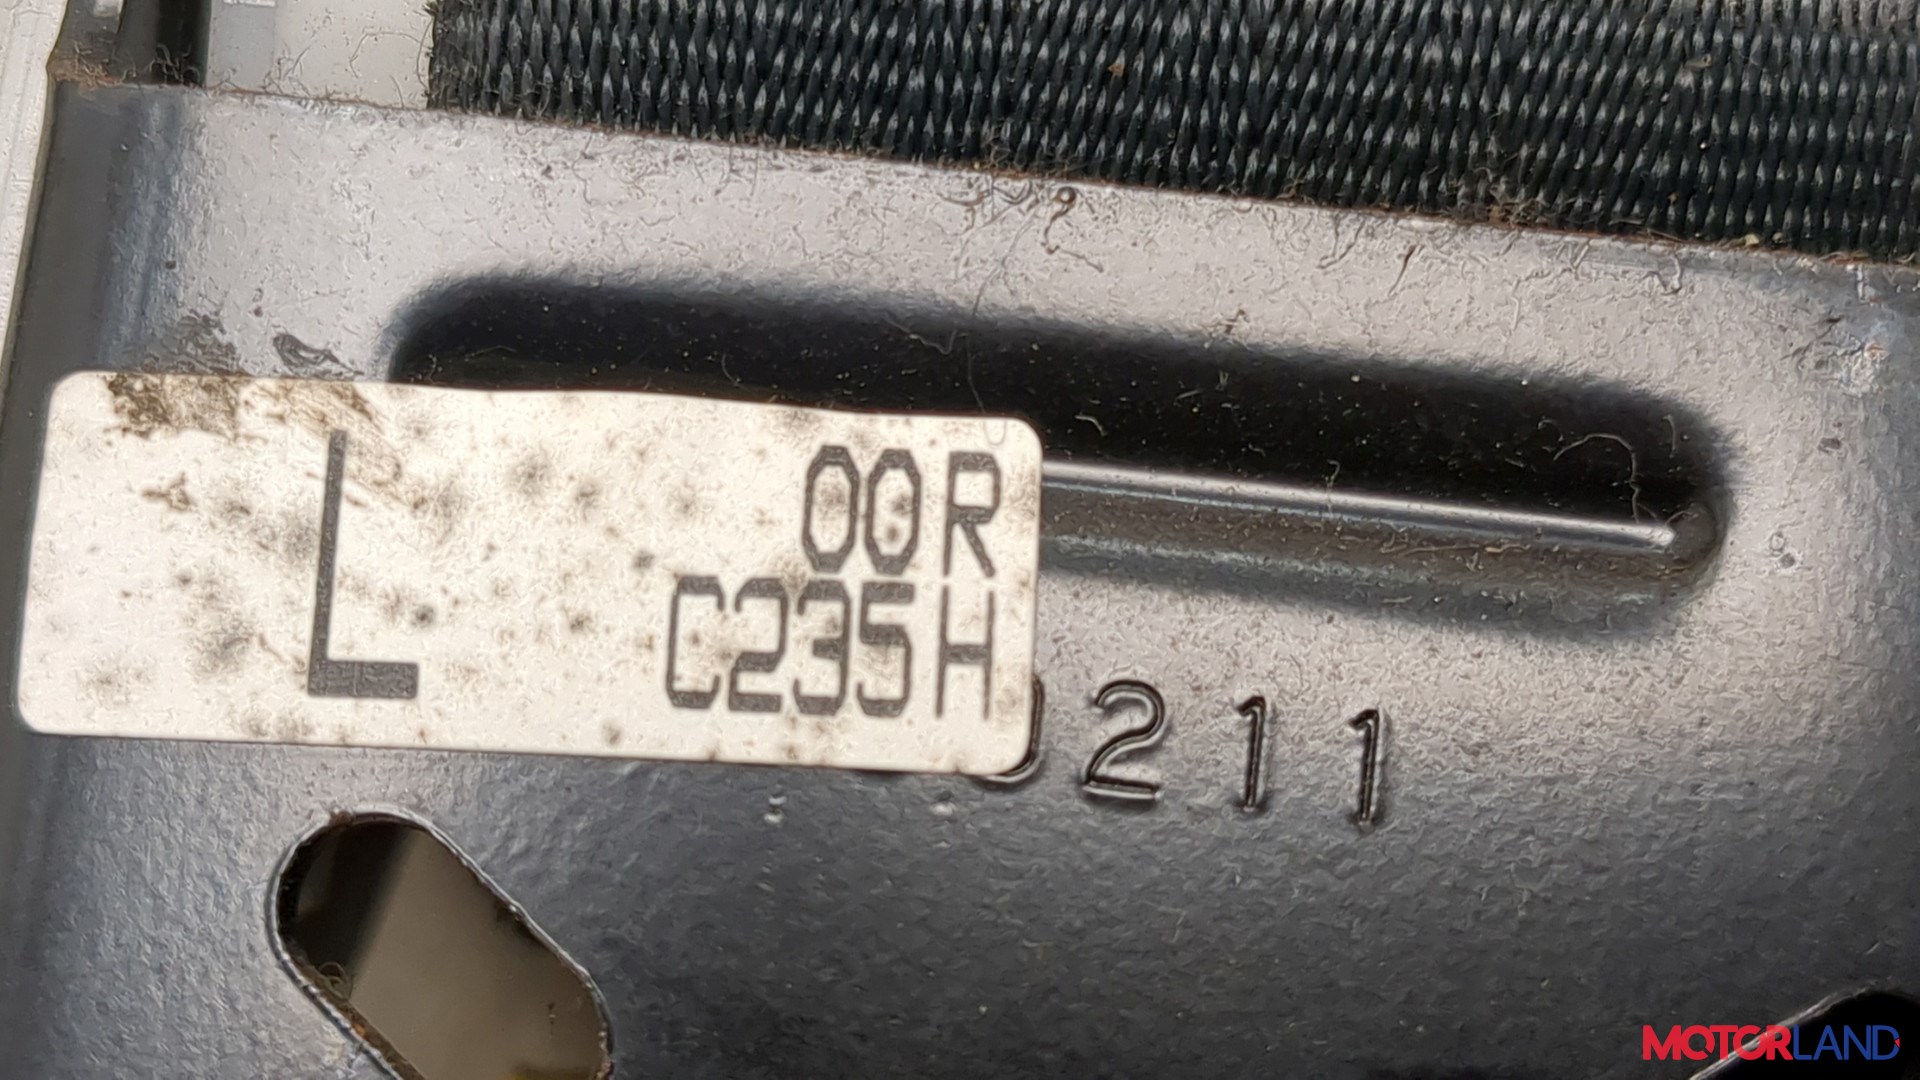 L
00R
C235H
211
MOTORLAND